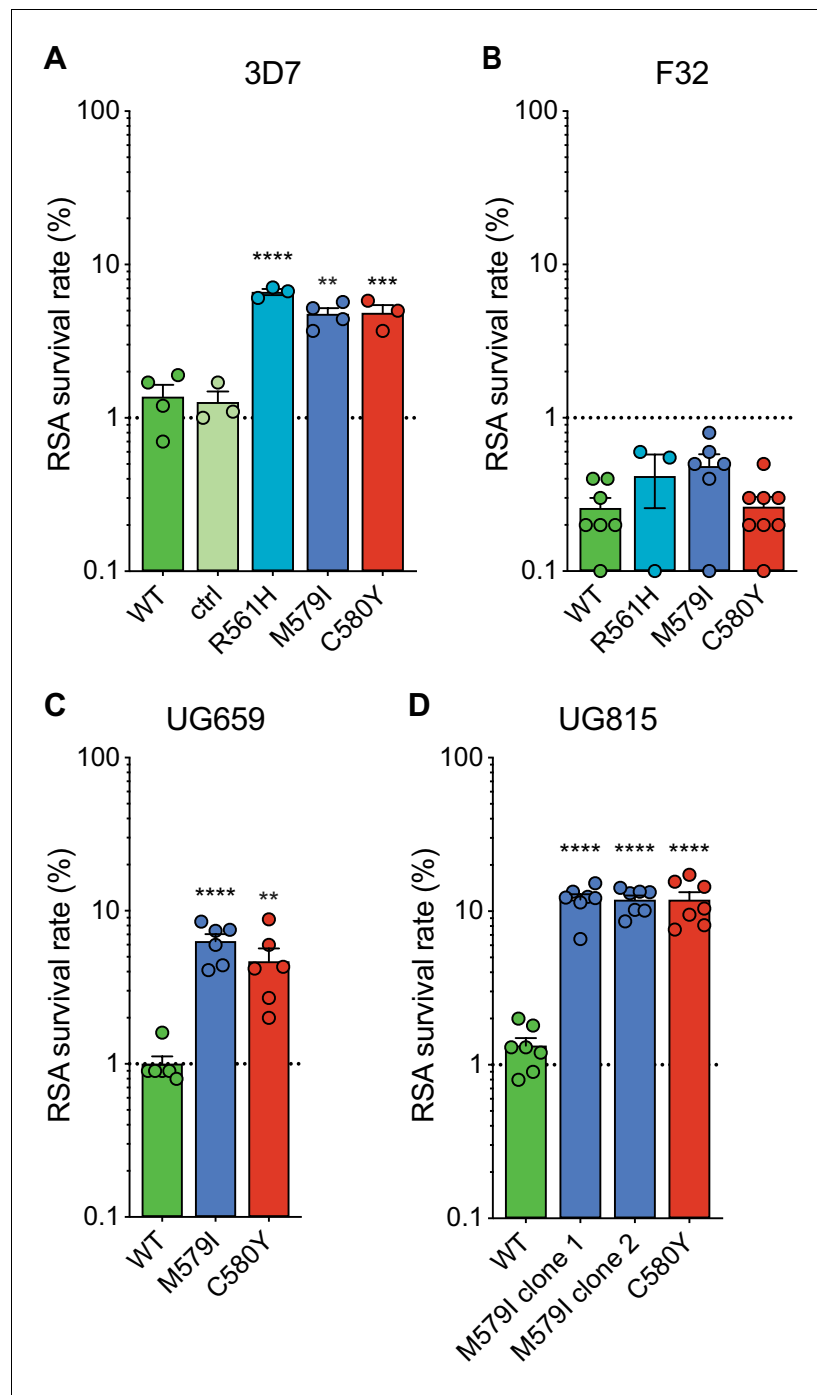 A
3D7
RSA survival rate (%)
100
10
1
0.1
****
**
***
WT
ctrl
R561H
M579I
C580Y
B
F32
RSA survival rate (%)
100
10
1
0.1
WT
R561H
M579I
C580Y
C
UG659
RSA survival rate (%)
100
10
1
0.1
****
**
WT
M579I
C580Y
D
UG815
RSA survival rate (%)
100
10
1
0.1
****
****
****
WT
M579I clone 1
M579I clone 2
C580Y